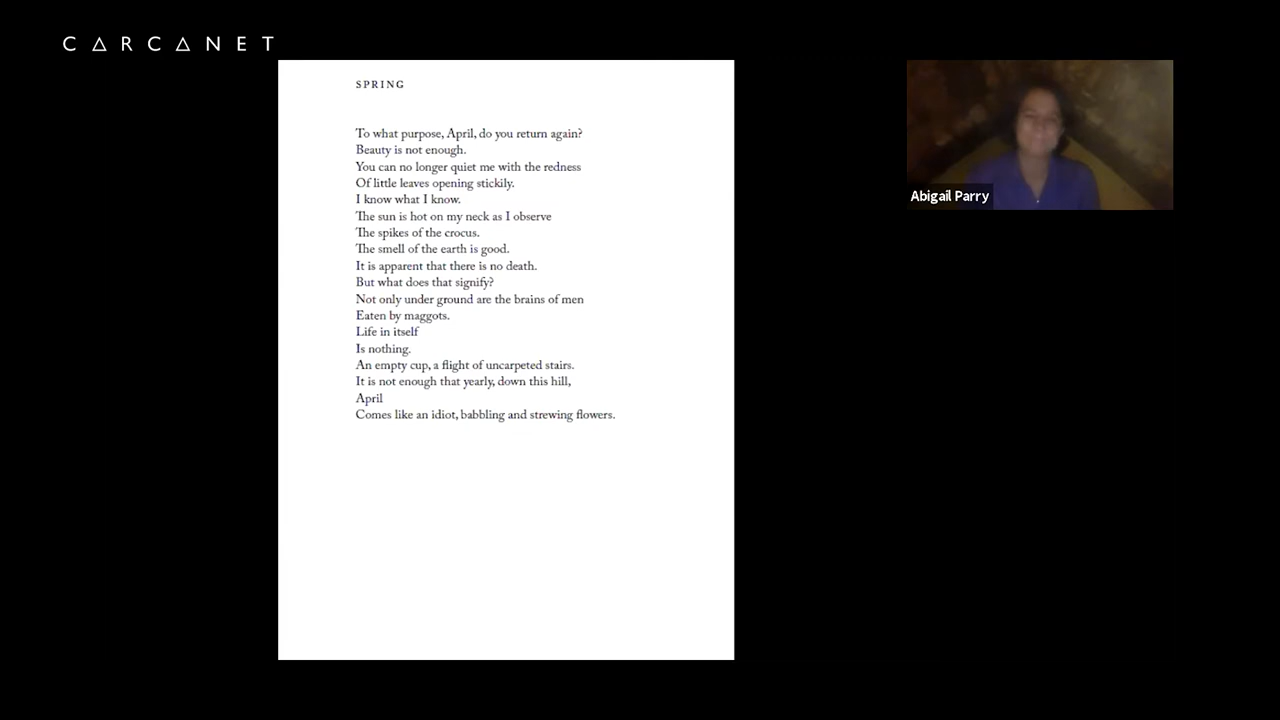 CARCANET
SPRING
To what purpose, April, do you return again?
Beauty is not enough.
You can no longer quiet me with the redness
Of little leaves opening stickily.
I know what I know.
The sun is hot on my neck as I observe
The spikes of the crocus.
The smell of the earth is good.
It is apparent that there is no death.
But what does that signify?
Not only under ground are the brains of men
Eaten by maggots.
Life in itself
Is nothing.
An empty cup, a flight of uncarpeted stairs.
It is not enough that yearly, down this hill,
April
Comes like an idiot, babbling and strewing flowers.
Abigail Parry